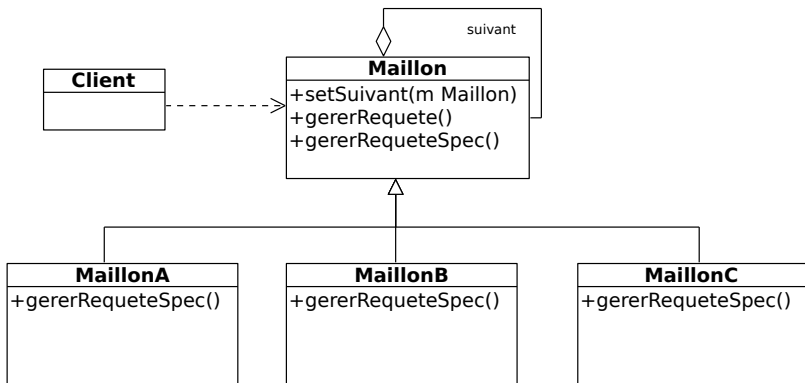 suivant
Client
Maillon
+setSuivant(m Maillon)
+gererRequete()
+gererRequeteSpec()
MaillonA
+gererRequeteSpec()
MaillonB
+gererRequeteSpec()
MaillonC
+gererRequeteSpec()